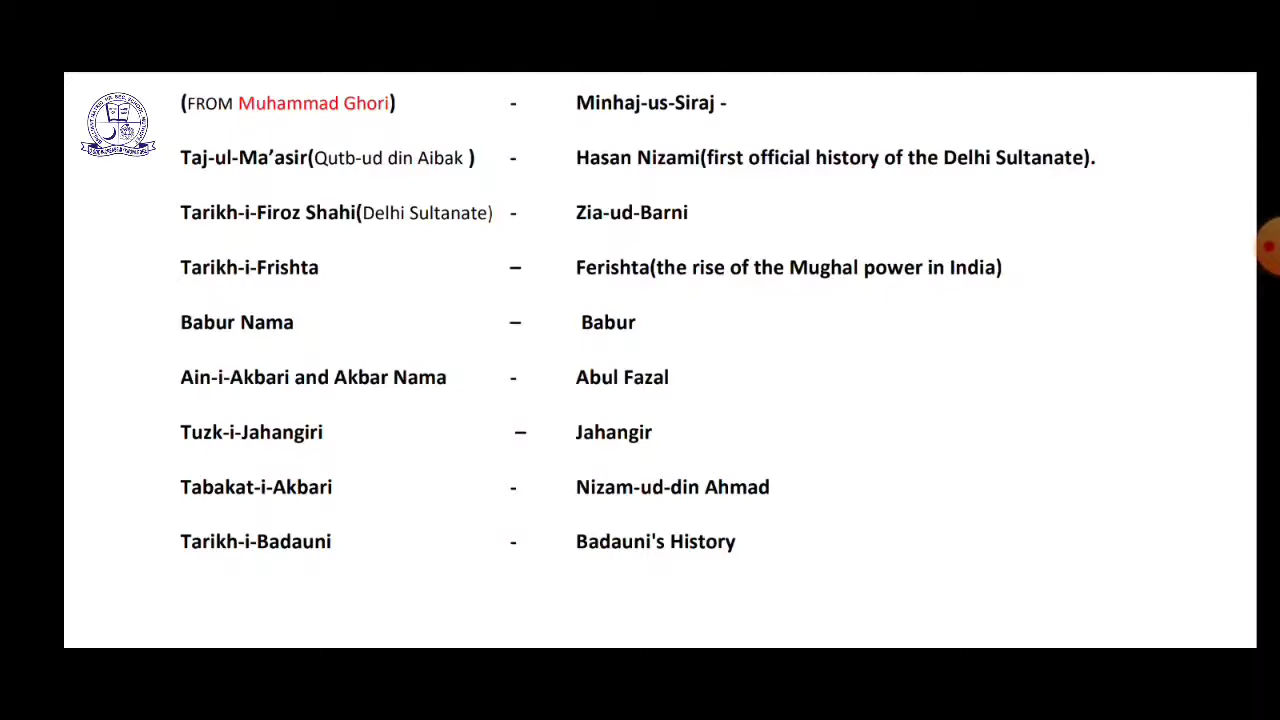 (FROM Muhammad Ghori) - Minhaj-us-Siraj -
Taj-ul-Ma’asir(Qutb-ud din Aibak ) - Hasan Nizami(first official history of the Delhi Sultanate).
Tarikh-i-Firoz Shahi(Delhi Sultanate) - Zia-ud-Barni
Tarikh-i-Frishta – Ferishta(the rise of the Mughal power in India)
Babur Nama – Babur
Ain-i-Akbari and Akbar Nama - Abul Fazal
Tuzk-i-Jahangiri – Jahangir
Tabakat-i-Akbari - Nizam-ud-din Ahmad
Tarikh-i-Badauni - Badauni's History